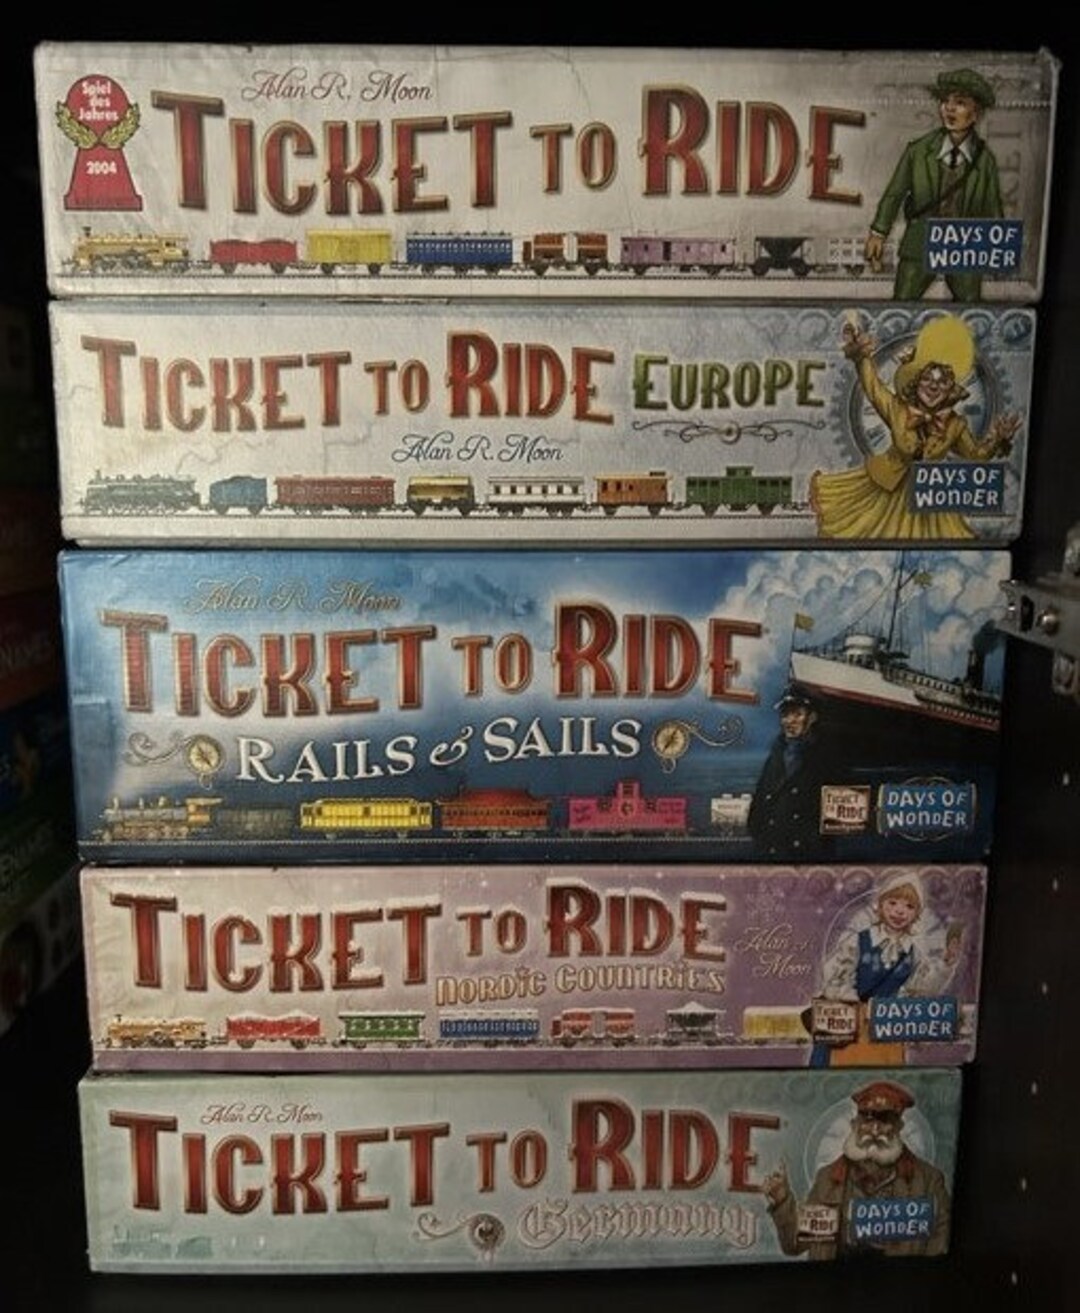 Alan R. Moon
Spiel
des
Jahres
2004
TICKET TO RIDE
DAYS OF
WONDER
TICKET TO RIDE EUROPE
Alan R. Moon
DAYS OF
WONDER
Alan R. Moon
TICKET TO RIDE
RAILS & SAILS
TICKET
TO RIDE
DAYS OF
WONDER
TICKET TO RIDE
NORDIC COUNTRIES
Alan R.
Moon
TICKET
TO RIDE
DAYS OF
WONDER
Alan R. Moon
TICKET TO RIDE
Germany
TICKET
TO RIDE
DAYS OF
WONDER